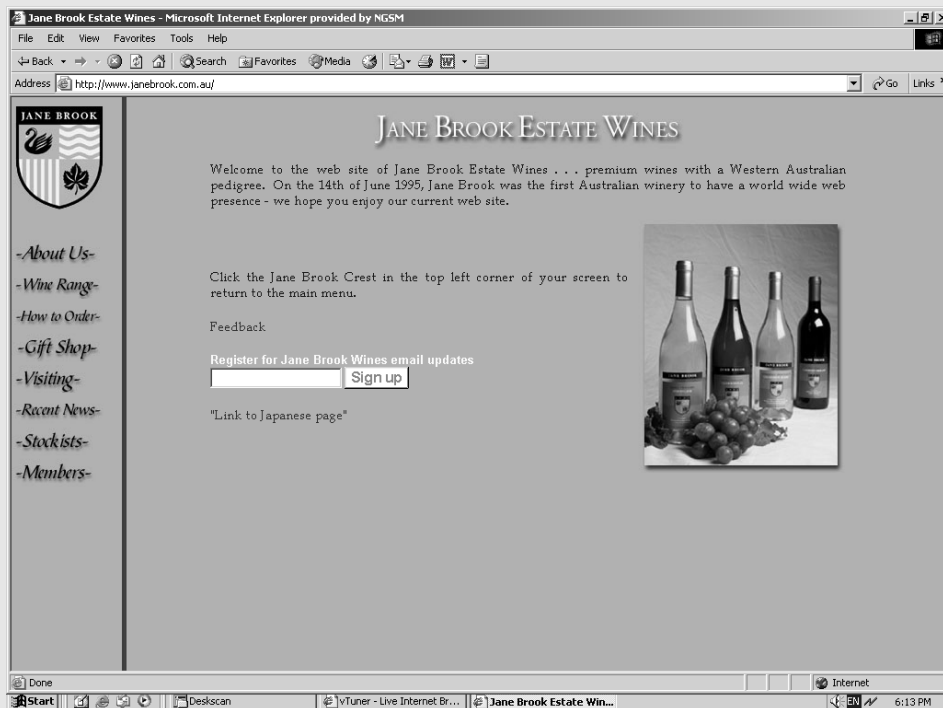 Jane Brook Estate Wines - Microsoft Internet Explorer provided by NGSM
File Edit View Favorites Tools Help
Back Search Favorites Media
Address http://www.janebrook.com.au/ Go Links
JANE BROOK
JANE BROOK ESTATE WINES
Welcome to the web site of Jane Brook Estate Wines . . . premium wines with a Western Australian
pedigree. On the 14th of June 1995, Jane Brook was the first Australian winery to have a world wide web
presence - we hope you enjoy our current web site.
-About Us-
-Wine Range-
-How to Order-
-Gift Shop-
-Visiting-
-Recent News-
-Stockists-
-Members-
Click the Jane Brook Crest in the top left corner of your screen to
return to the main menu.
Feedback
Register for Jane Brook Wines email updates
Sign up
"Link to Japanese page"
Done Internet
Start Deskscan vTuner - Live Internet Br... Jane Brook Estate Win... EN 6:13 PM